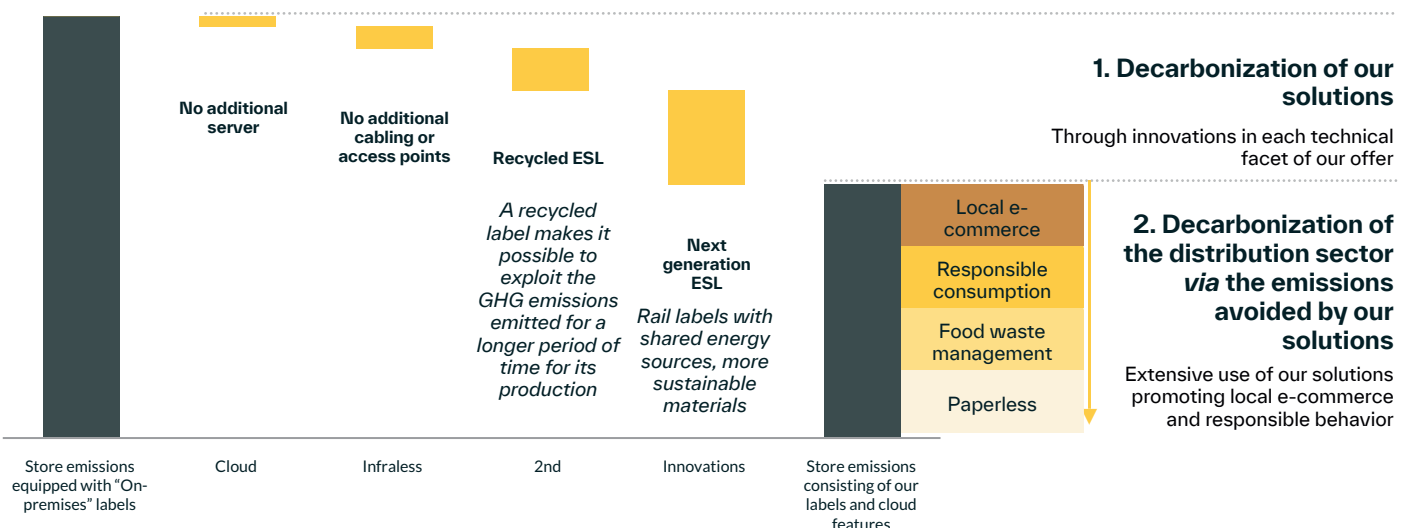 No additional
server
No additional
cabling or
access points
Recycled ESL
A recycled
label makes it
possible to
exploit the
GHG emissions
emitted for a
longer period of
time for its
production
Next
generation
ESL
Rail labels with
shared energy
sources, more
sustainable
materials
1. Decarbonization of our
solutions
Through innovations in each technical
facet of our offer
Local e-
commerce
Responsible
consumption
Food waste
management
Paperless
2. Decarbonization of
the distribution sector
via the emissions
avoided by our
solutions
Extensive use of our solutions
promoting local e-commerce
and responsible behavior
Store emissions
equipped with “On-
premises” labels
Cloud
Infraless
2nd
Innovations
Store emissions
consisting of our
labels and cloud
features